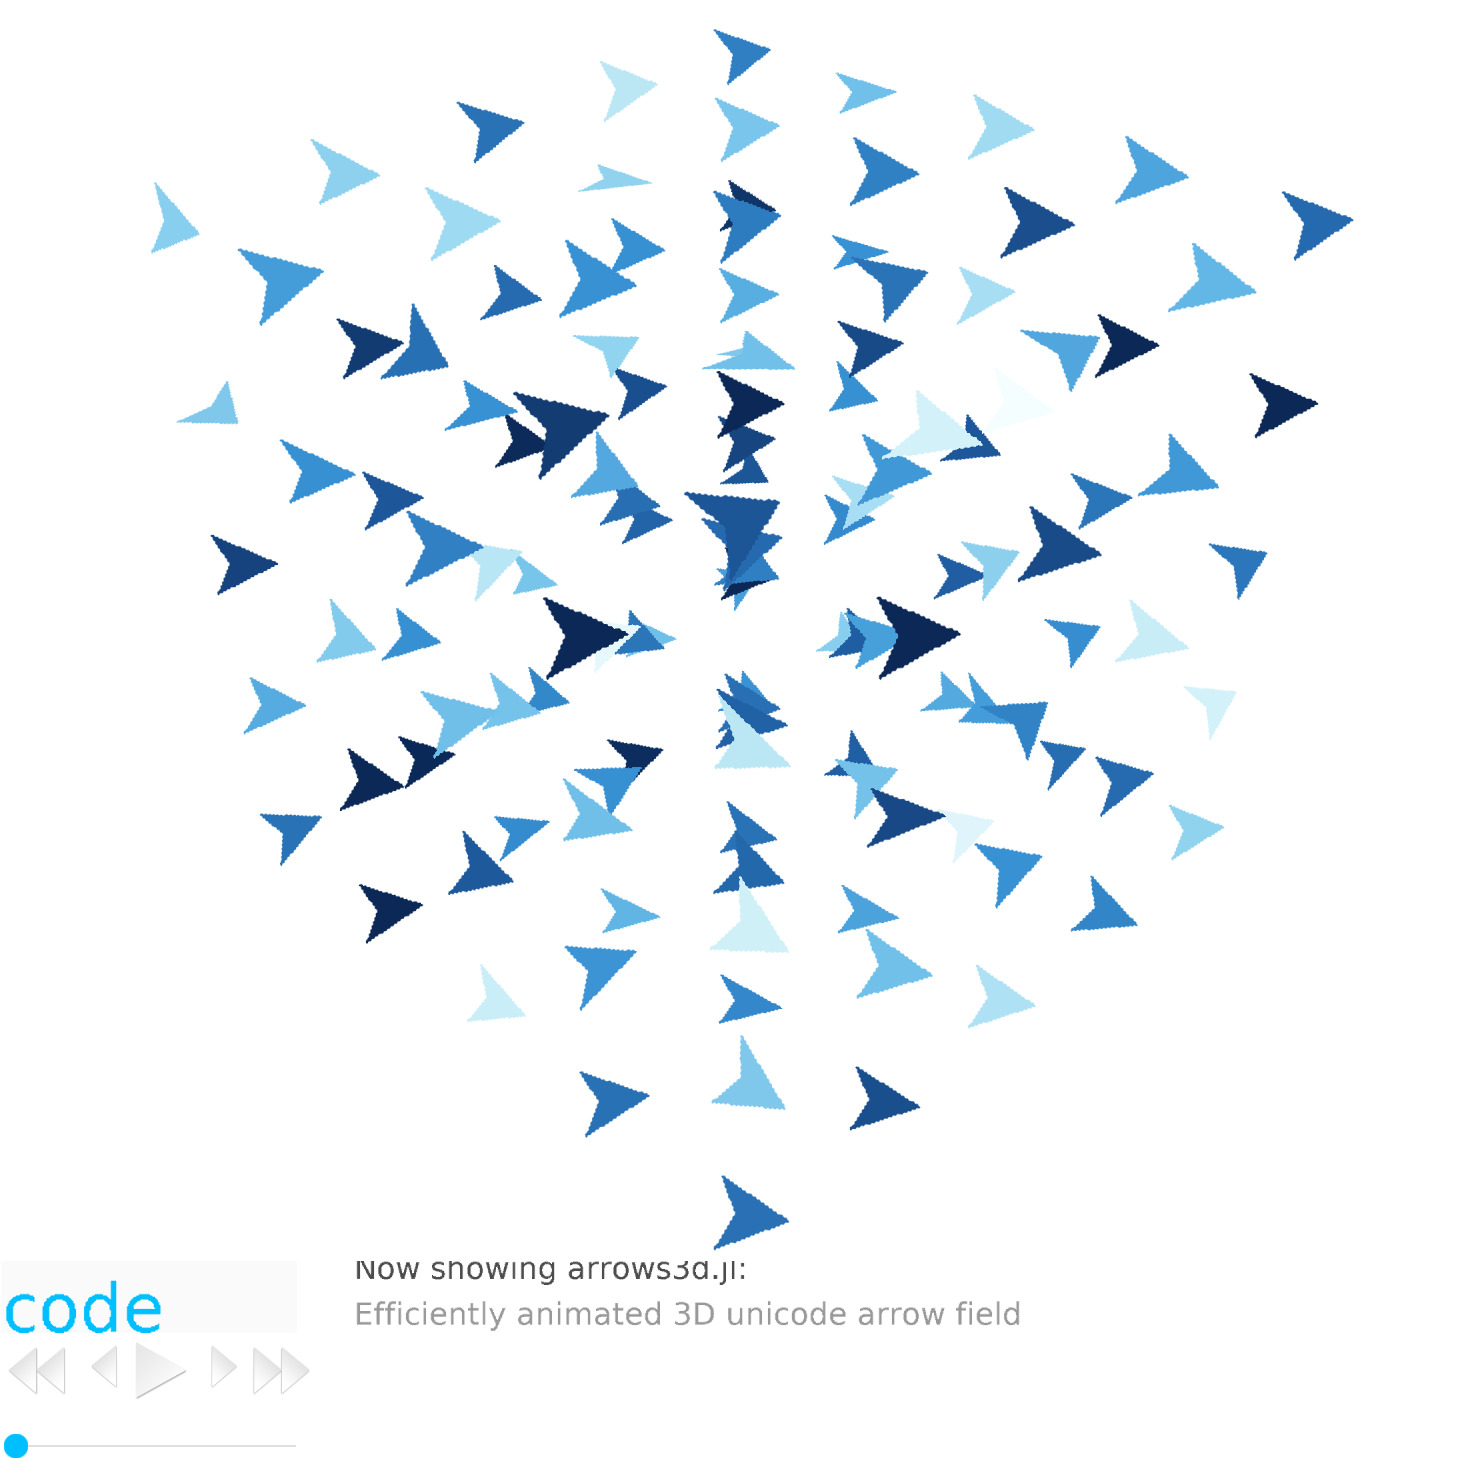 Now showing arrows3d.jl:
code
Efficiently animated 3D unicode arrow field